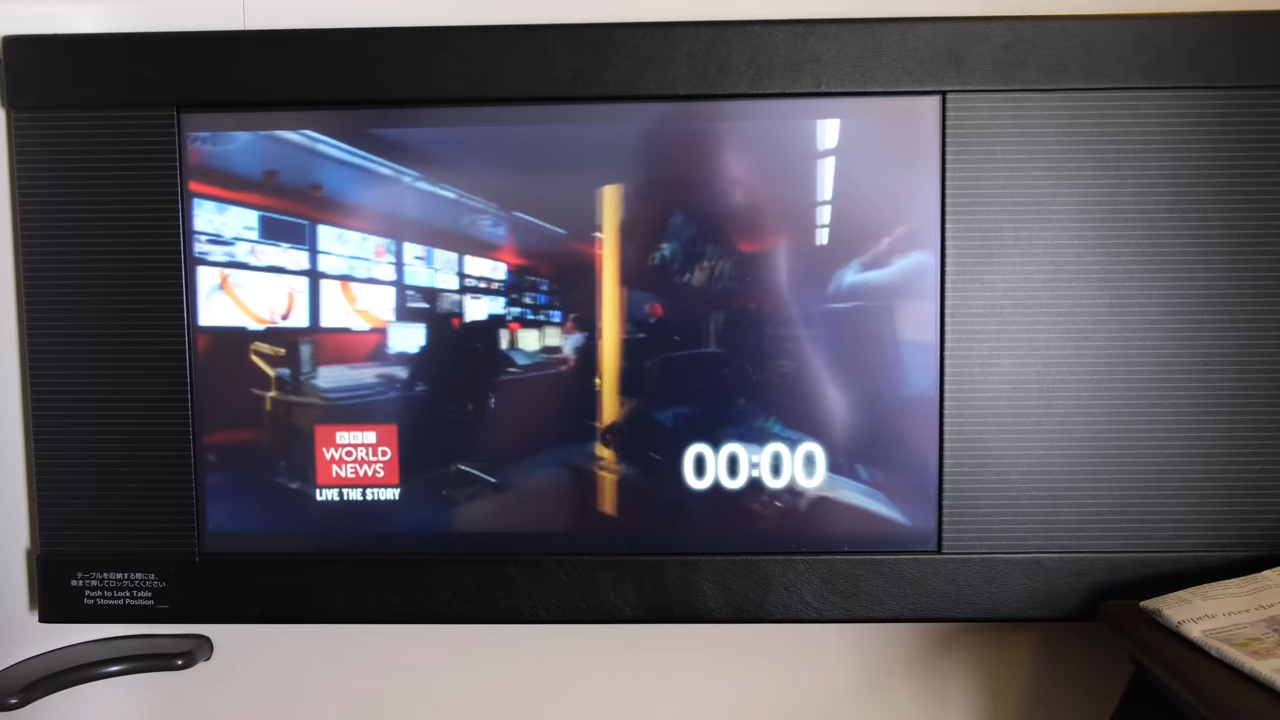 BBC
WORLD
NEWS
LIVE THE STORY
00:00
テーブルを収納する際には、
奥まで押してロックしてください
Push to Lock Table
for Stowed Position
mpete over